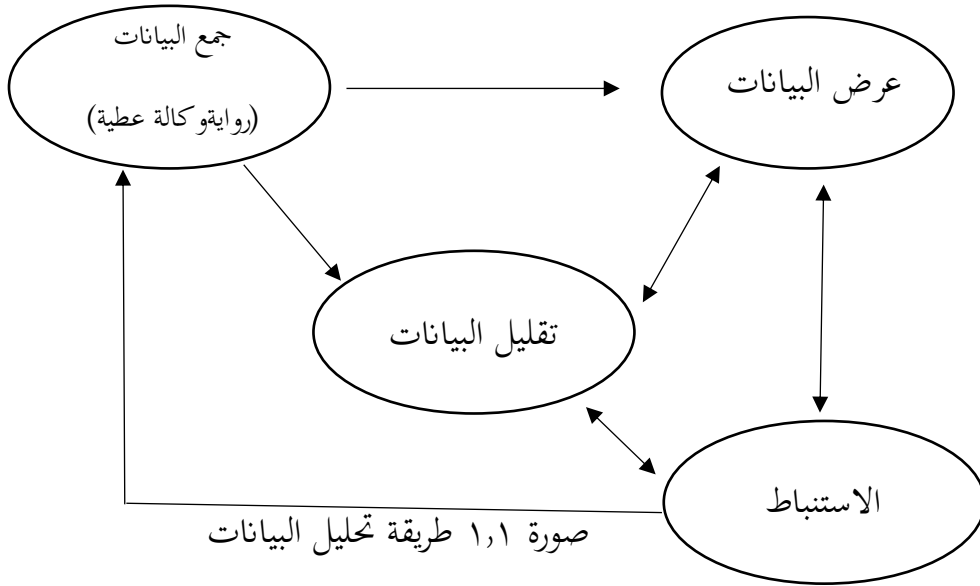 جمع البيانات
(روايةوكالة عطية)
عرض البيانات
تقليل البيانات
الاستنباط
صورة ١,١ طريقة تحليل البيانات